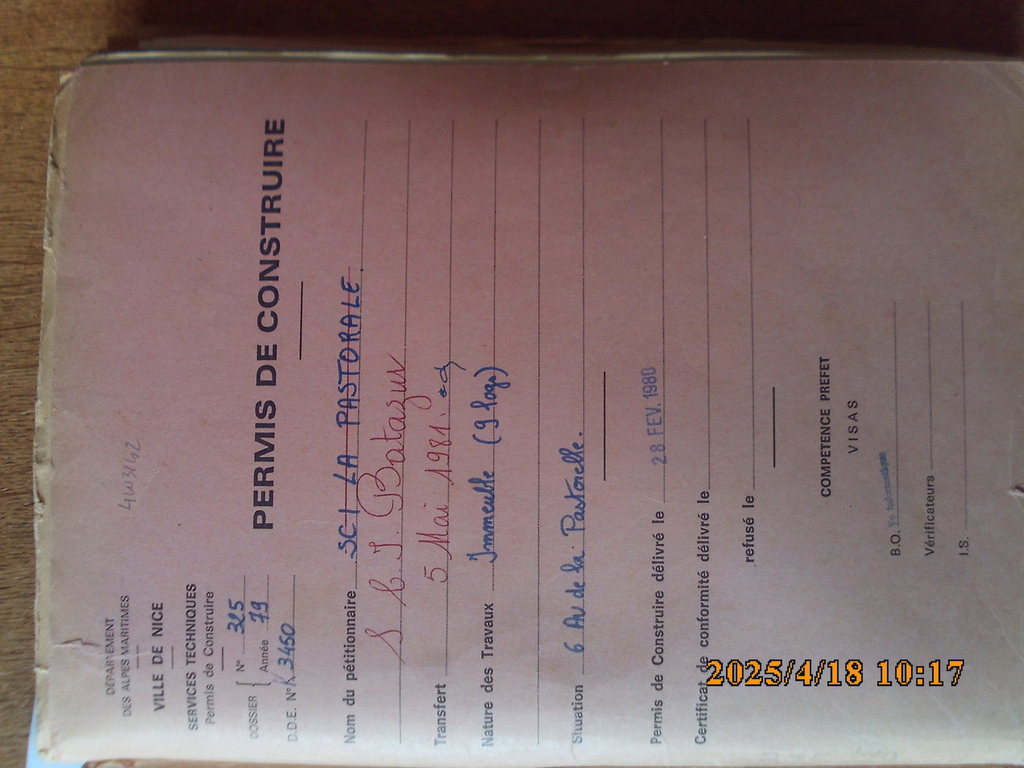 4W3142
DÉPARTEMENT
DES ALPES MARITIMES
VILLE DE NICE
SERVICES TECHNIQUES
Permis de Construire
DOSSIER { N° 325
Année 79
D.D.E. N° K 3450
PERMIS DE CONSTRUIRE
Nom du pétitionnaire SCI LA PASTORALE
S C I
Transfert 5 Mai 1981.
Nature des Travaux Immeuble (9 logs)
Situation 6 Av de la Pastorelle.
Permis de Construire délivré le 28 FEV. 1980
Certificat de conformité délivré le
refusé le
COMPETENCE PREFET
VISAS
B.O.
Vérificateurs
I.S.
2025/4/18 10:17